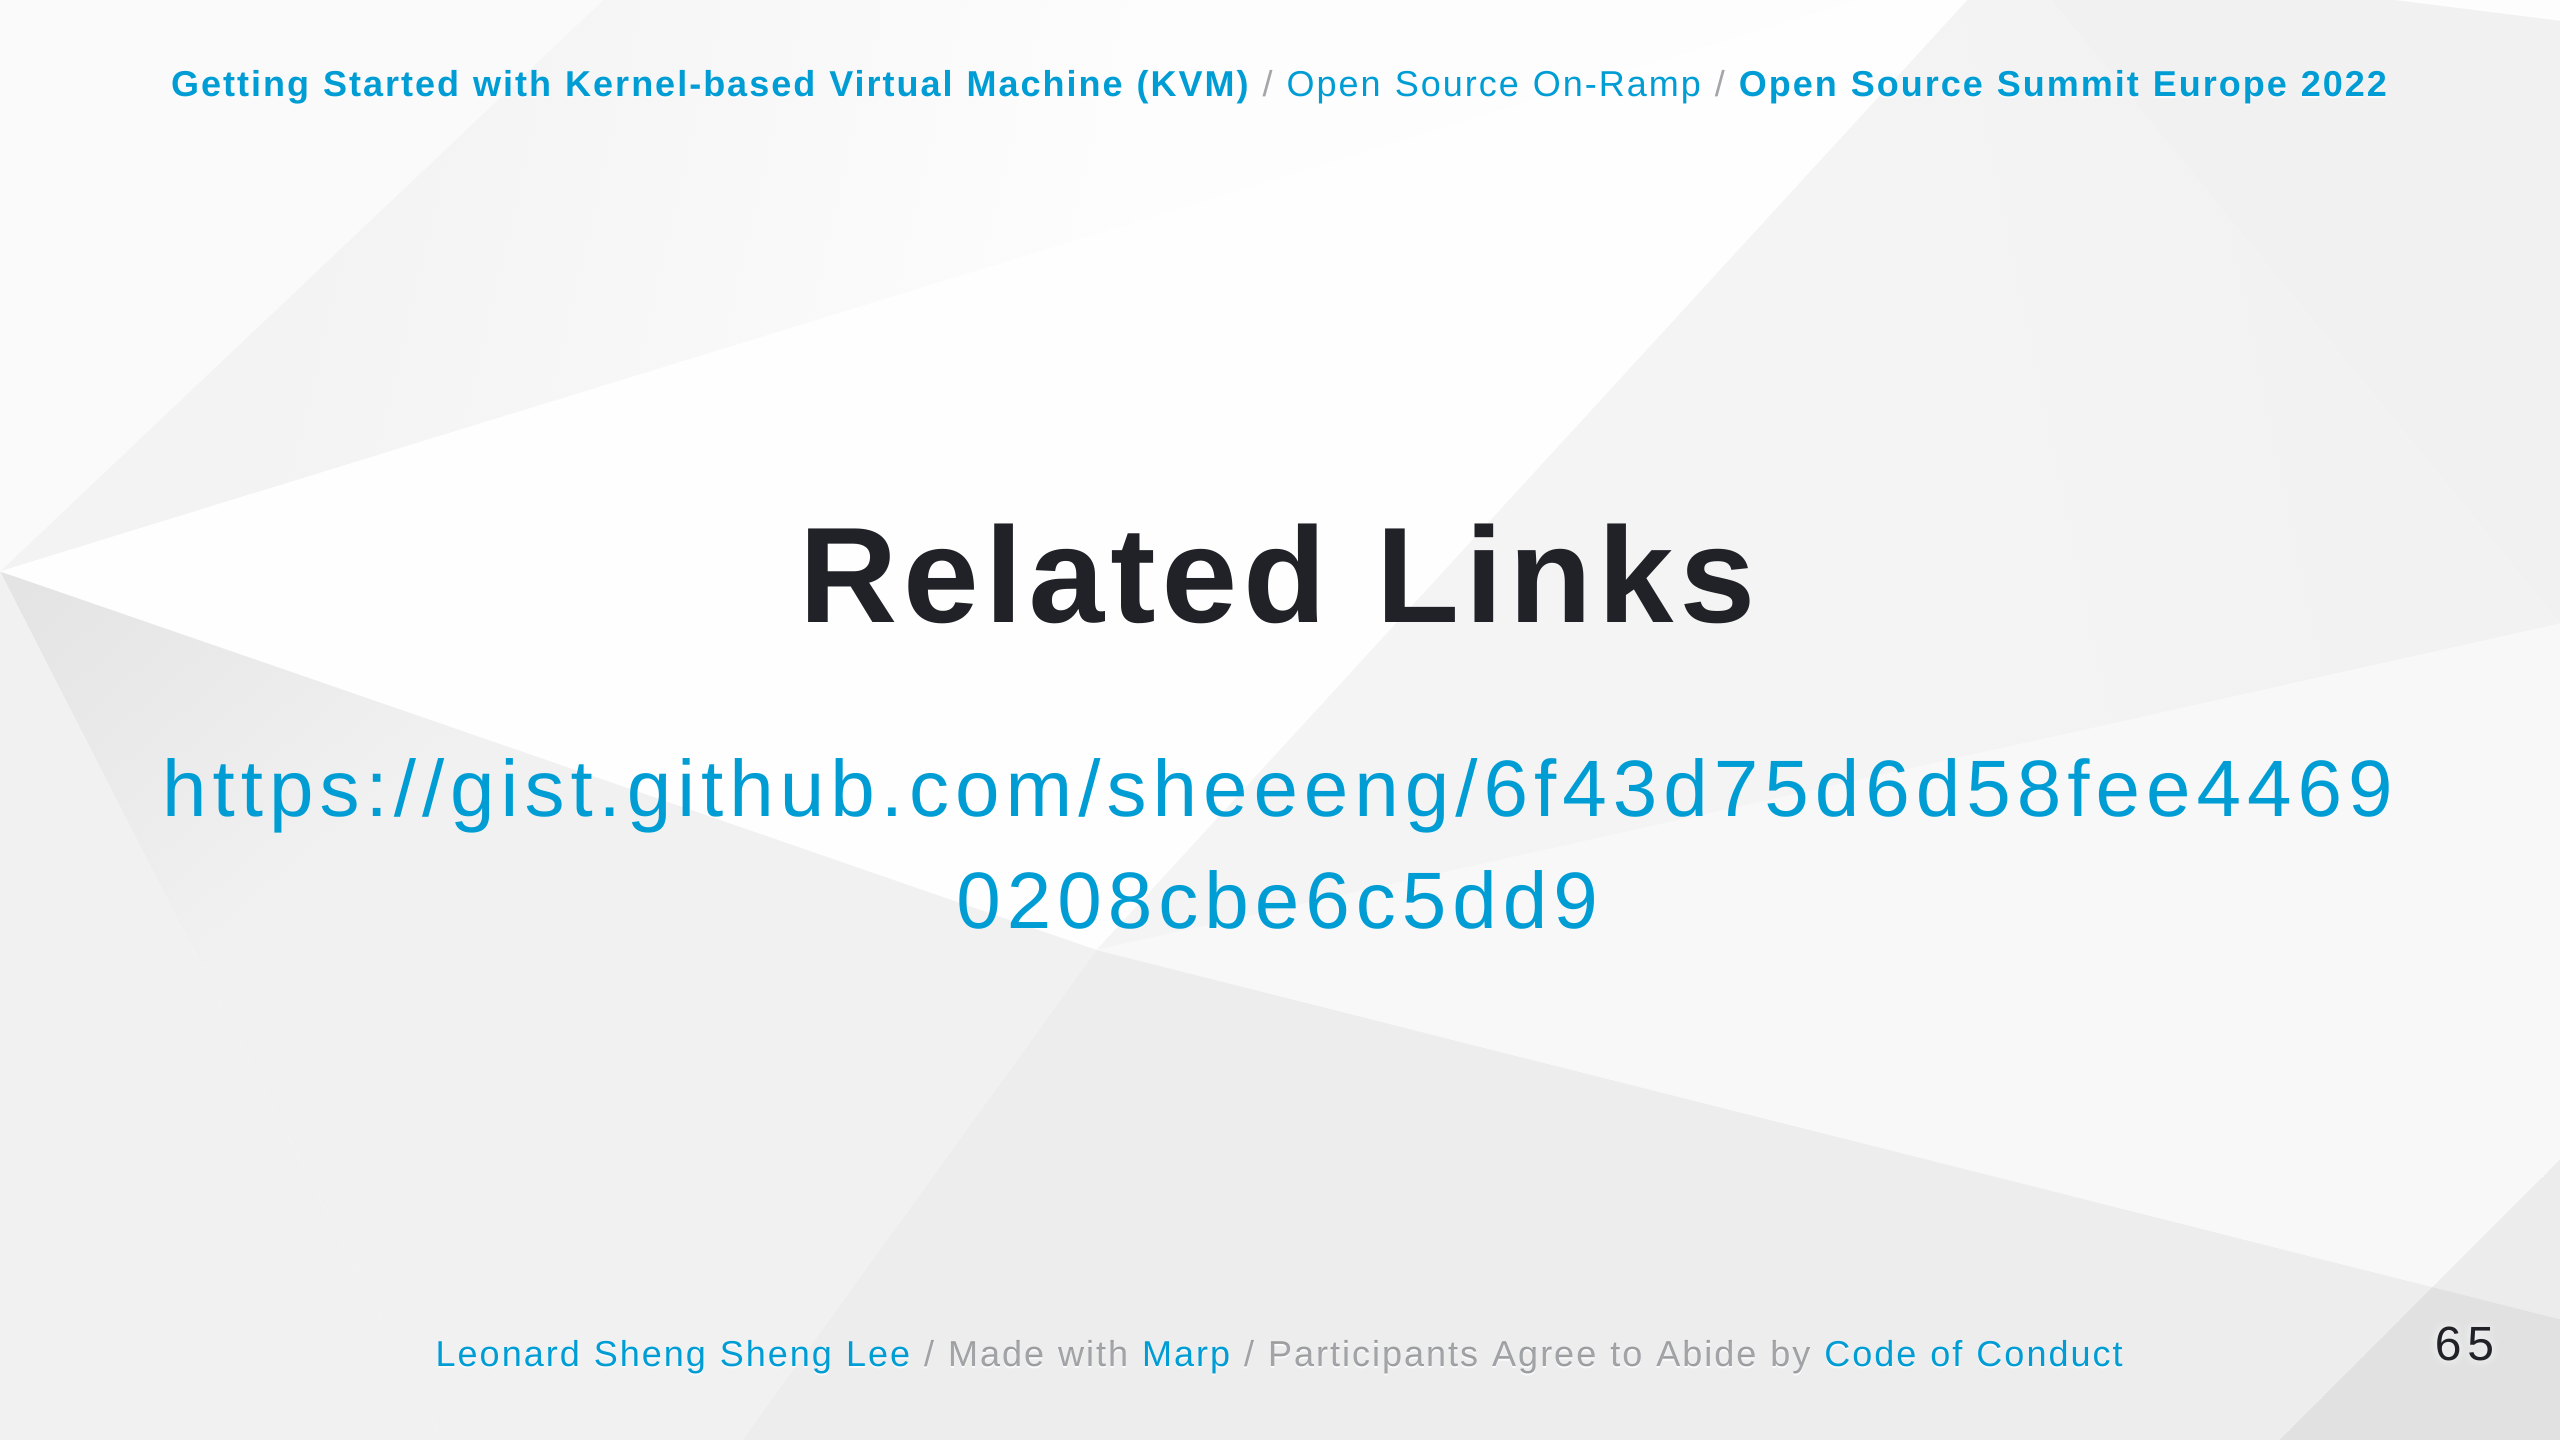 Getting Started with Kernel-based Virtual Machine (KVM) / Open Source On-Ramp / Open Source Summit Europe 2022
Related Links
https://gist.github.com/sheeeng/6f43d75d6d58fee4469
0208cbe6c5dd9
Leonard Sheng Sheng Lee / Made with Marp / Participants Agree to Abide by Code of Conduct
65